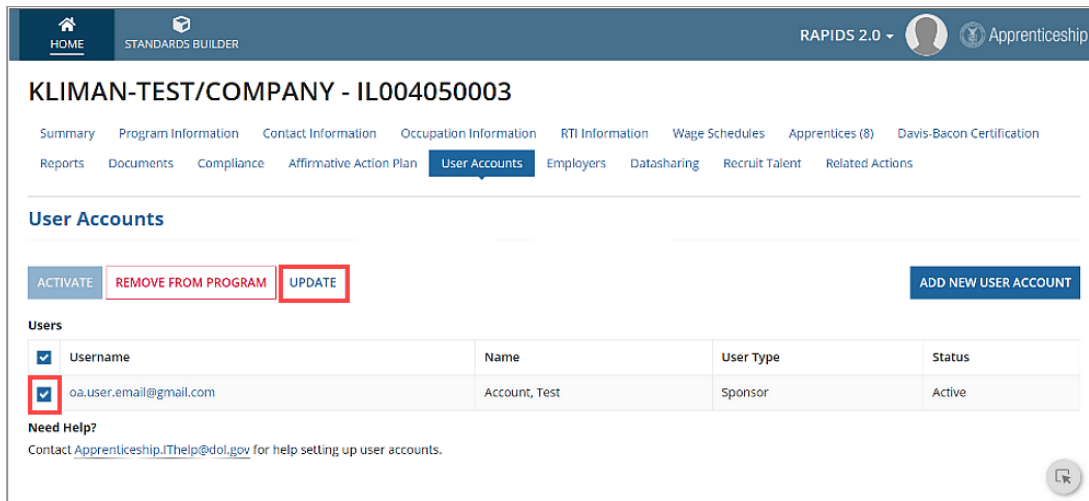 HOME
STANDARDS BUILDER
RAPIDS 2.0
Apprenticeship
KLIMAN-TEST/COMPANY - IL004050003
Summary Program Information Contact Information Occupation Information RTI Information Wage Schedules Apprentices (8) Davis-Bacon Certification
Reports Documents Compliance Affirmative Action Plan User Accounts Employers Datasharing Recruit Talent Related Actions
User Accounts
ACTIVATE REMOVE FROM PROGRAM UPDATE ADD NEW USER ACCOUNT
Users
Username Name User Type Status
oa.user.email@gmail.com Account, Test Sponsor Active
Need Help?
Contact Apprenticeship.IThelp@dol.gov for help setting up user accounts.